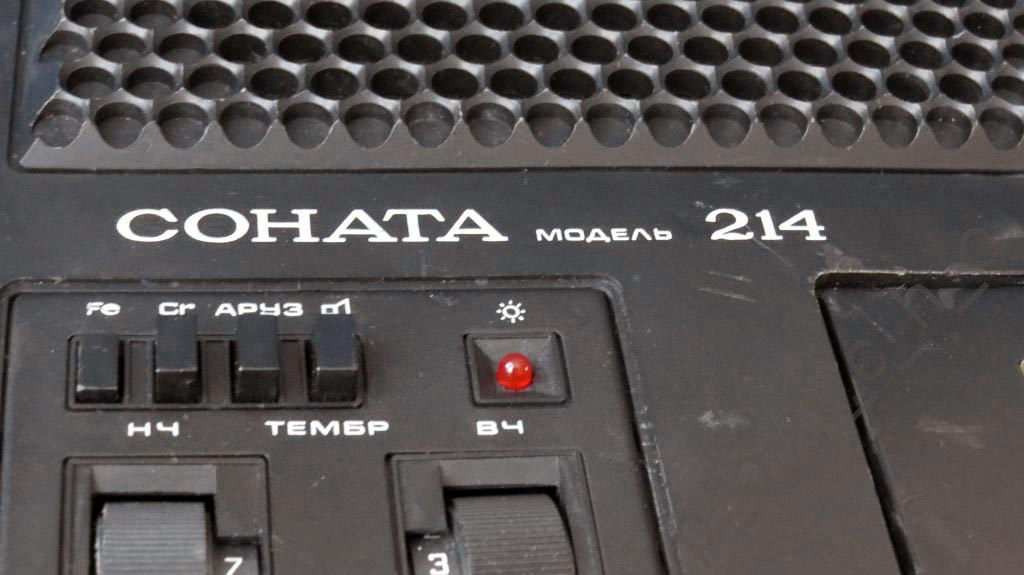 СОНАТА МОДЕЛЬ 214
Fe Cr АРУЗ
НЧ ТЕМБР ВЧ
7 3